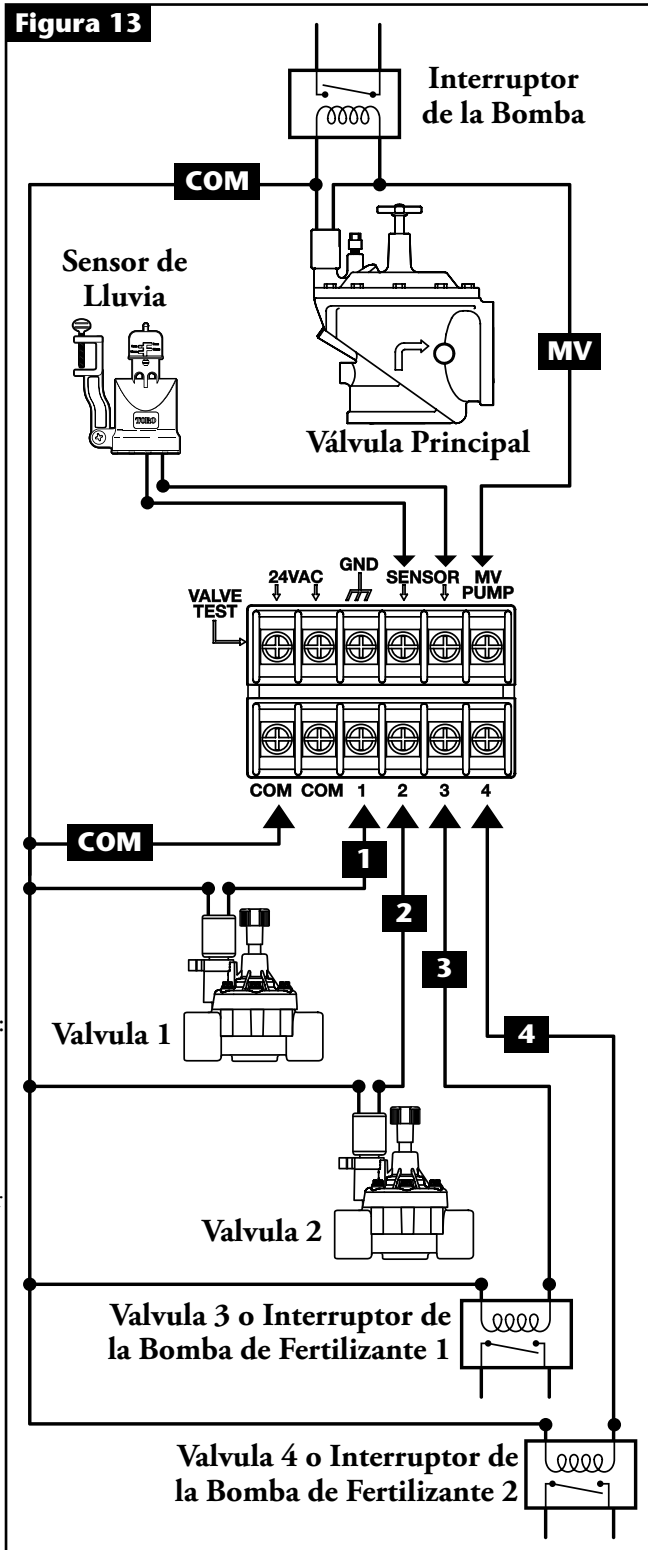 Figura 13
Interruptor
de la Bomba
COM
Sensor de
Lluvia
MV
TORO
Válvula Principal
24VAC
GND
SENSOR
MV
PUMP
VALVE
TEST
COM
COM
1
2
3
4
COM
1
2
3
4
Valvula 1
Valvula 2
Valvula 3 o Interruptor de
la Bomba de Fertilizante 1
Valvula 4 o Interruptor de
la Bomba de Fertilizante 2